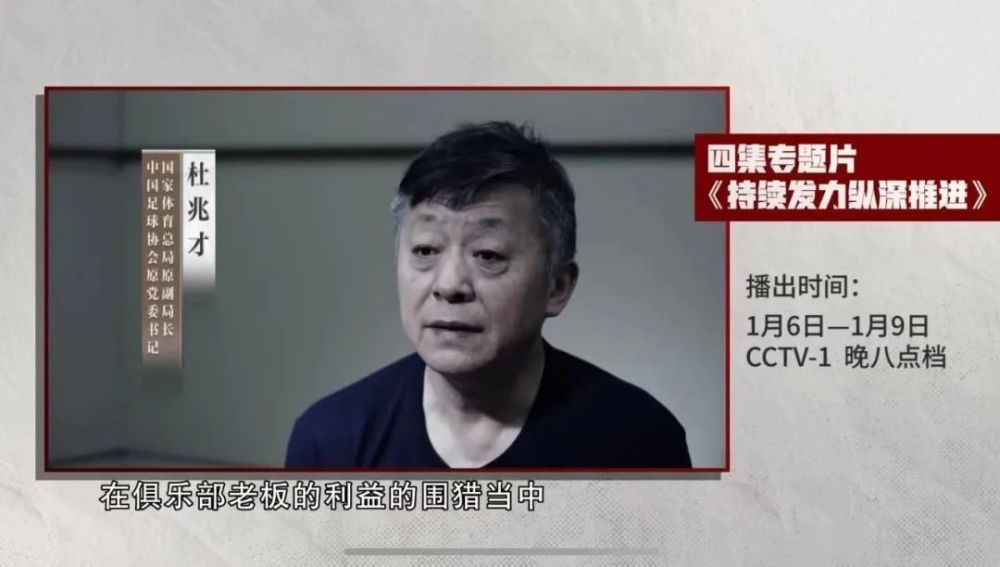 杜兆才
国家体育总局原副局长
中国足球协会原党委书记
四集专题片
《持续发力纵深推进》
播出时间：
1月6日—1月9日
CCTV-1 晚八点档
在俱乐部老板的利益的围猎当中